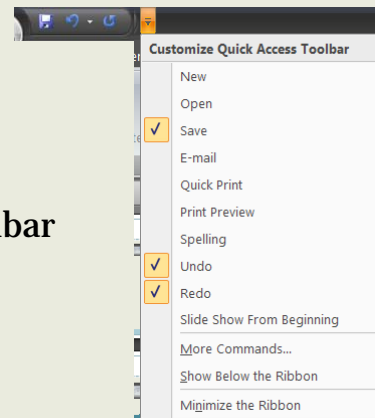 Customize Quick Access Toolbar
New
Open
Save
E-mail
Quick Print
Print Preview
Spelling
lbar
Undo
Redo
Slide Show From Beginning
More Commands...
Show Below the Ribbon
Minimize the Ribbon